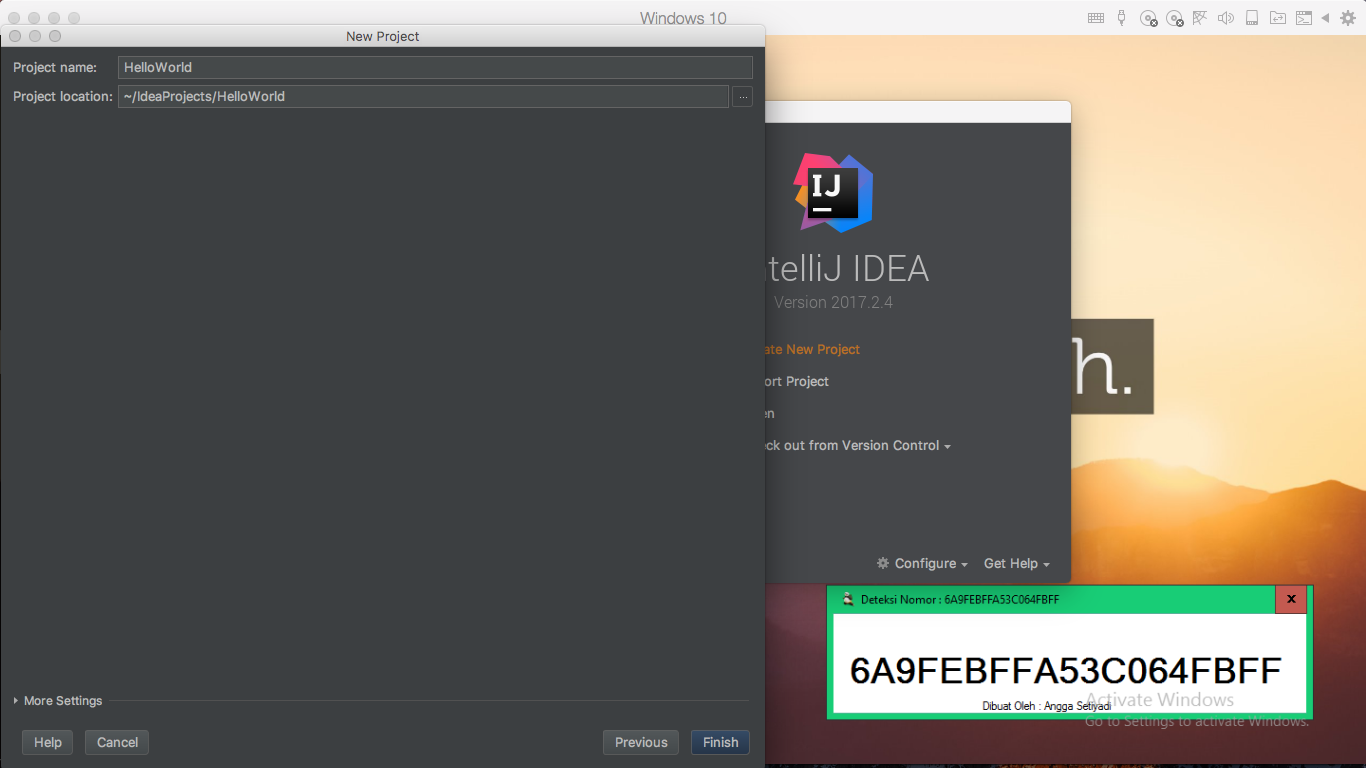 Windows 10
New Project
Project name: HelloWorld
Project location: ~/IdeaProjects/HelloWorld ...
More Settings
Help Cancel Previous Finish
IJ
telliJ IDEA
Version 2017.2.4
ate New Project
ort Project
en
ck out from Version Control
Configure Get Help
h.
Deteksi Nomor : 6A9FEBFFA53C064FBFF x
6A9FEBFFA53C064FBFF
Dibuat Oleh : Angga Setiyadi
Activate Windows
Go to Settings to activate Windows.